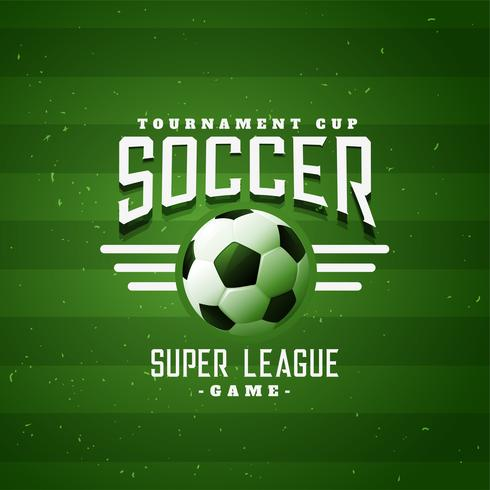 TOURNAMENT CUP
SOCCER
SUPER LEAGUE
-GAME-